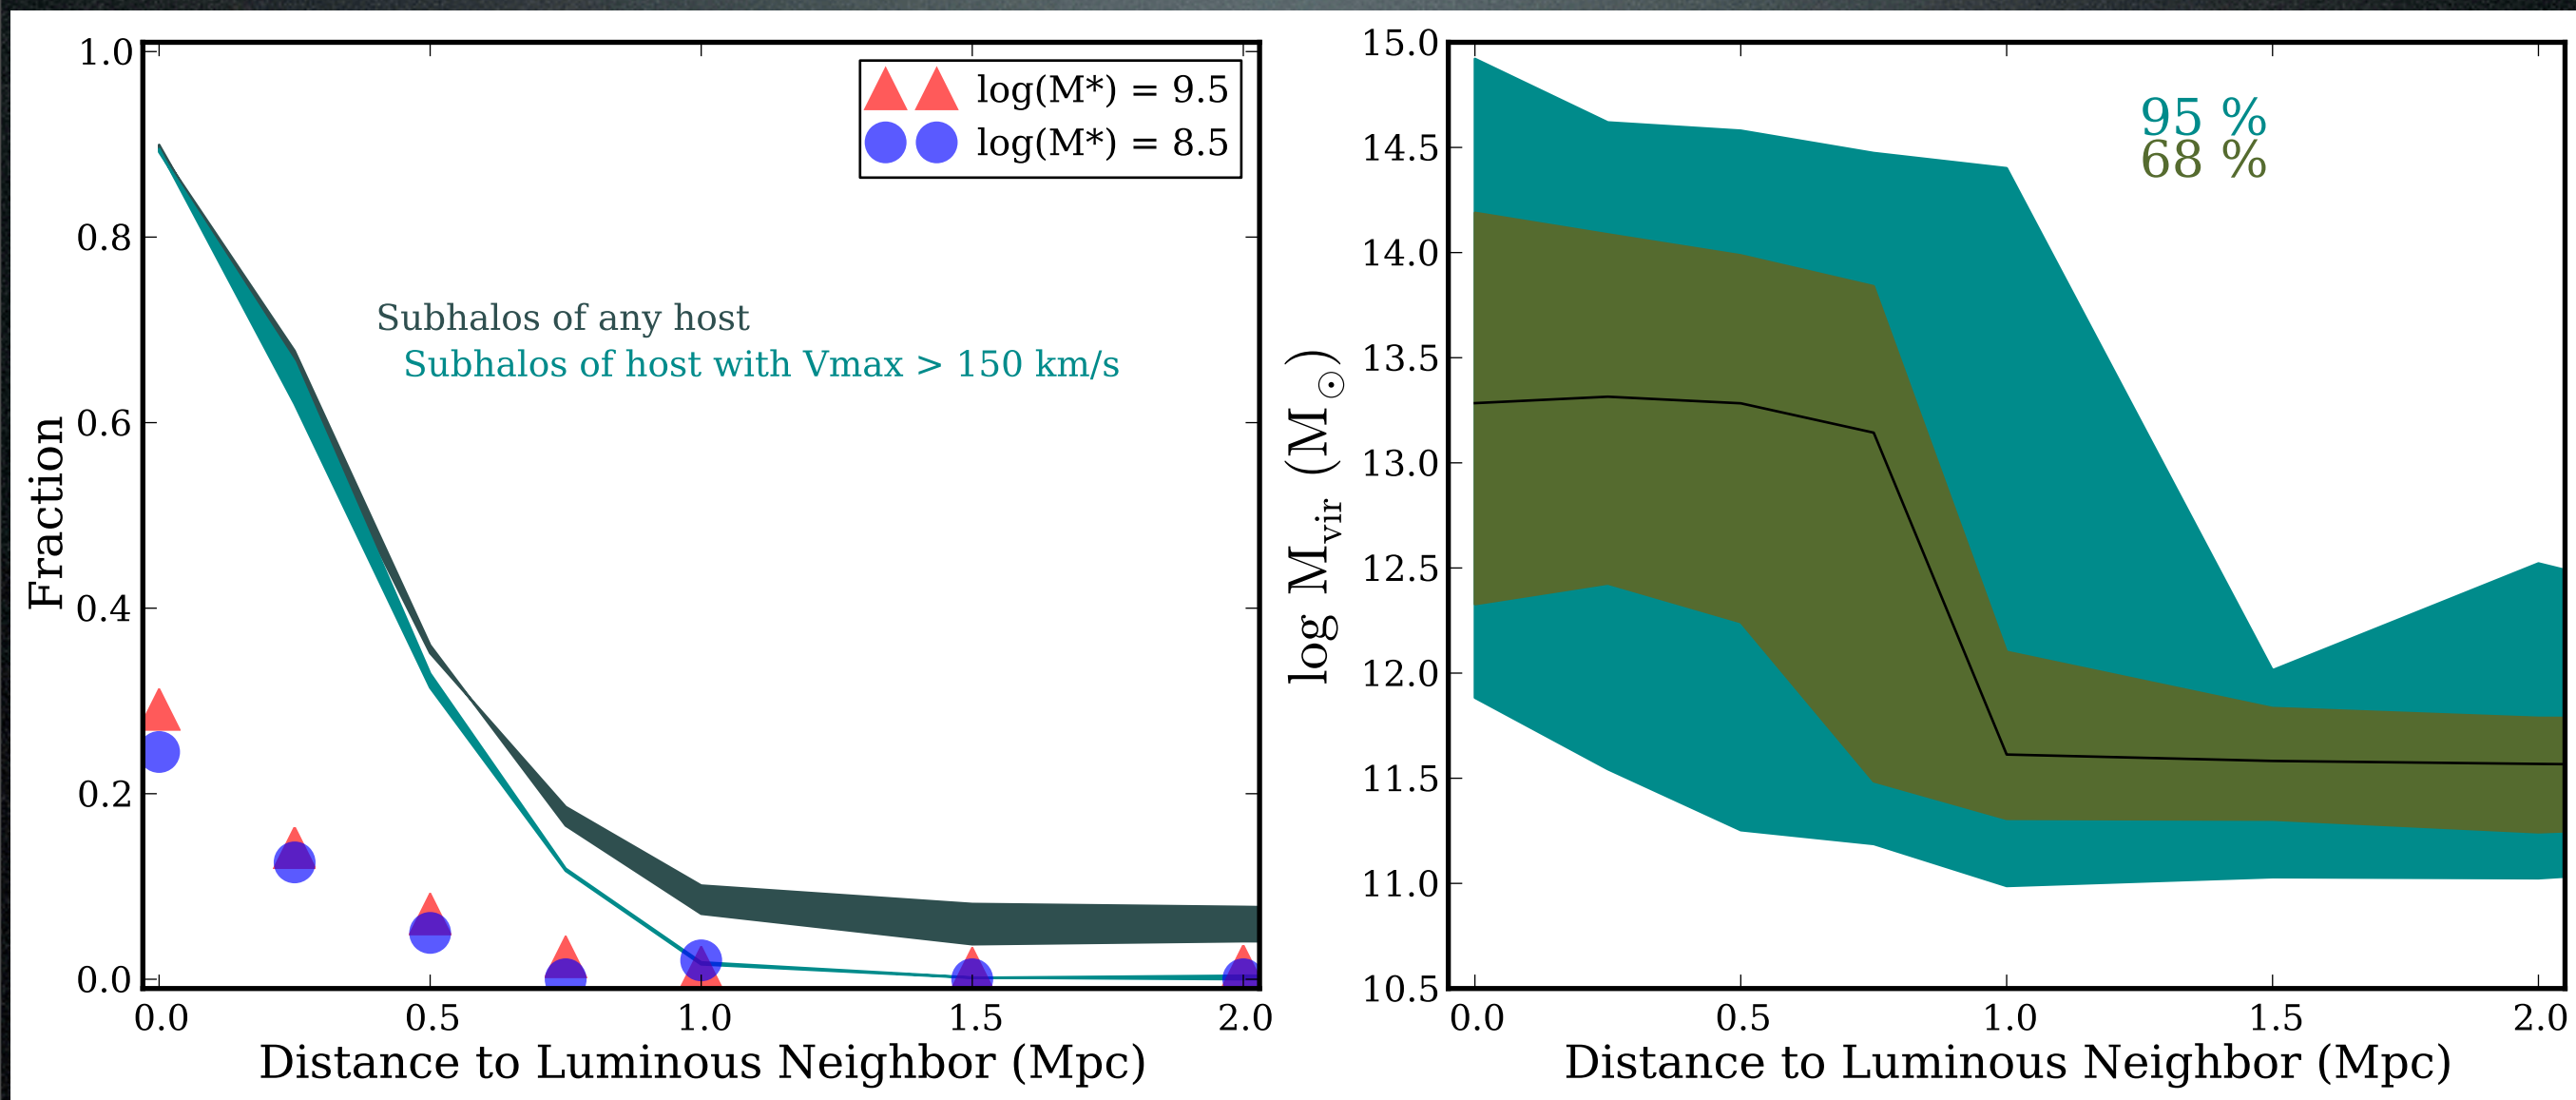 1.0
0.8
0.6
0.4
0.2
0.0
Fraction
log(M*) = 9.5
log(M*) = 8.5
Subhalos of any host
Subhalos of host with Vmax > 150 km/s
0.0 0.5 1.0 1.5 2.0
Distance to Luminous Neighbor (Mpc)
15.0
14.5
14.0
13.5
13.0
12.5
12.0
11.5
11.0
10.5
log Mvir (M☉)
95 %
68 %
0.0 0.5 1.0 1.5 2.0
Distance to Luminous Neighbor (Mpc)